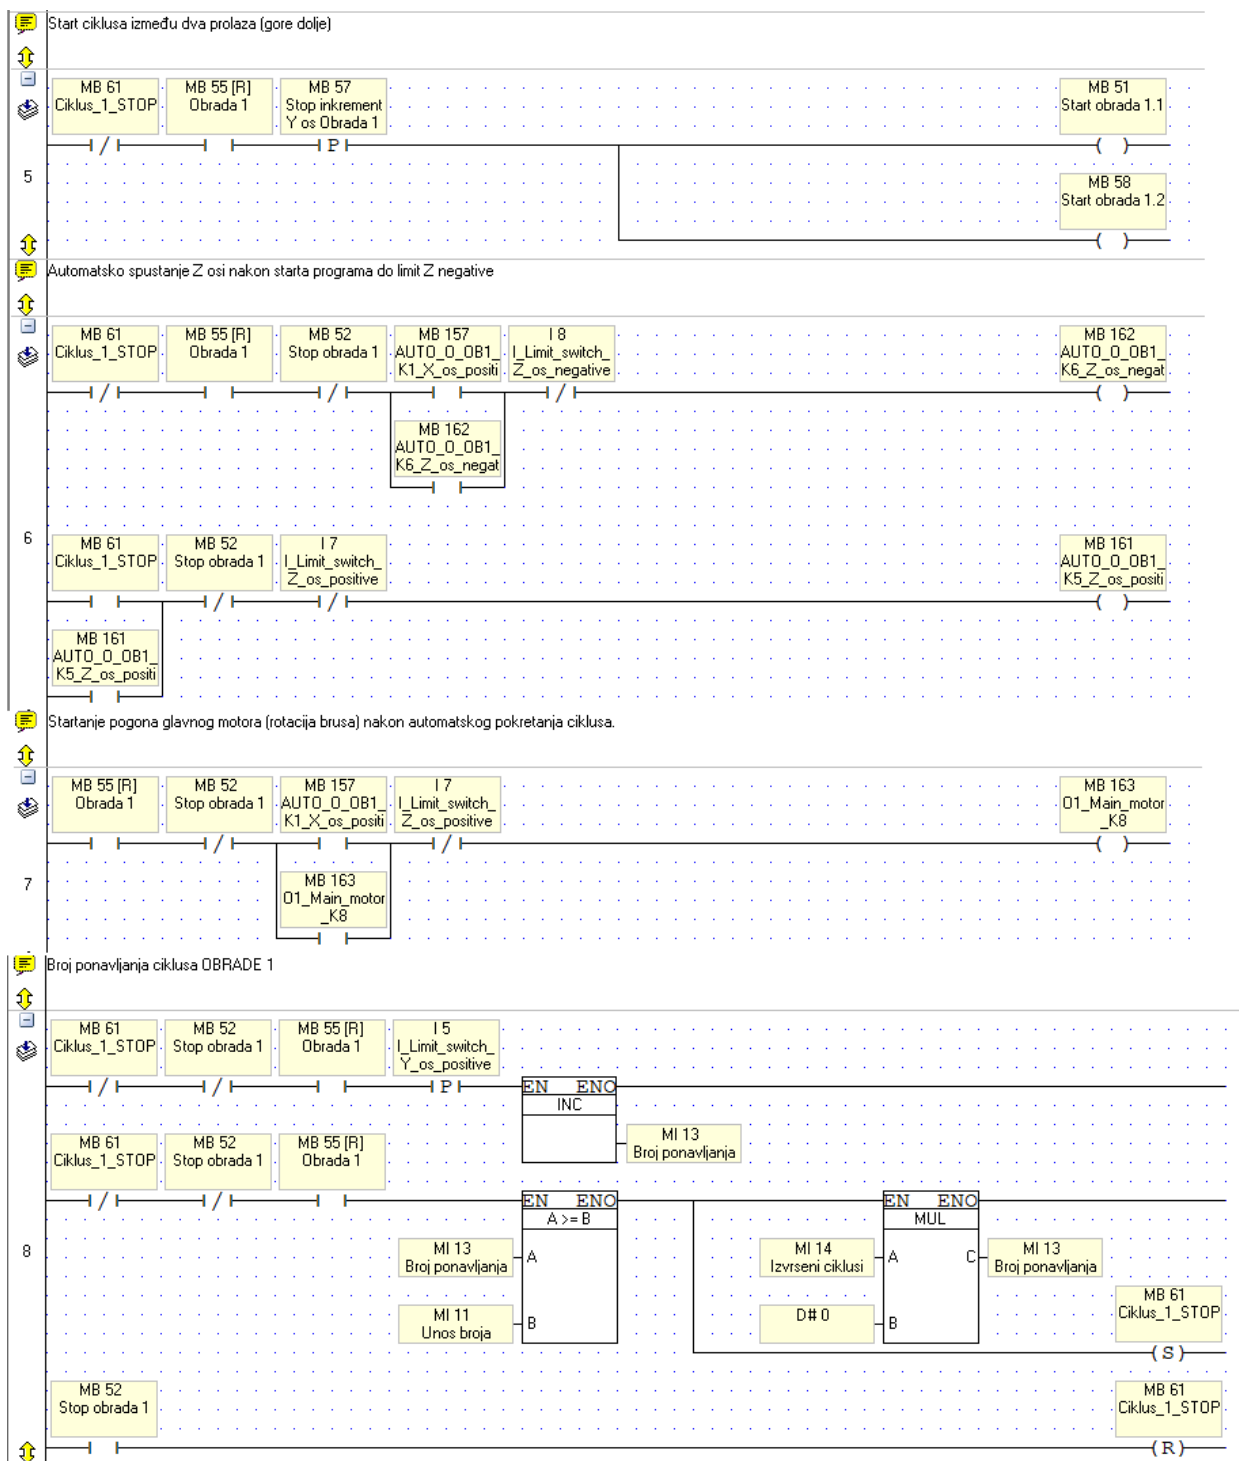 Start ciklusa između dva prolaza (gore dolje)
MB 61 MB 55 [R] MB 57 MB 51
Ciklus_1_STOP Obrada 1 Stop inkrement Start obrada 1.1
Y os Obrada 1
P
5
MB 58
Start obrada 1.2
Automatsko spustanje Z osi nakon starta programa do limit Z negative
MB 61 MB 55 [R] MB 52 MB 157 I 8 MB 162
Ciklus_1_STOP Obrada 1 Stop obrada 1 AUTO_O_OB1_ I_Limit_switch_ AUTO_O_OB1_
K1_X_os_positi Z_os_negative K6_Z_os_negat
MB 162
AUTO_O_OB1_
K6_Z_os_negat
6
MB 61 MB 52 I 7 MB 161
Ciklus_1_STOP Stop obrada 1 I_Limit_switch_ AUTO_O_OB1_
Z_os_positive K5_Z_os_positi
MB 161
AUTO_O_OB1_
K5_Z_os_positi
Startanje pogona glavnog motora (rotacija brusa) nakon automatskog pokretanja ciklusa.
MB 55 [R] MB 52 MB 157 I 7 MB 163
Obrada 1 Stop obrada 1 AUTO_O_OB1_ I_Limit_switch_ O1_Main_motor
K1_X_os_positi Z_os_positive _K8
7
MB 163
O1_Main_motor
_K8
Broj ponavljanja ciklusa OBRADE 1
MB 61 MB 52 MB 55 [R] I 5
Ciklus_1_STOP Stop obrada 1 Obrada 1 I_Limit_switch_
Y_os_positive
P EN ENO
INC
MI 13
Broj ponavljanja
MB 61 MB 52 MB 55 [R]
Ciklus_1_STOP Stop obrada 1 Obrada 1
EN ENO EN ENO
A >= B MUL
8
MI 13 A MI 14 A C MI 13
Broj ponavljanja Izvrseni ciklusi Broj ponavljanja
MB 61
Ciklus_1_STOP
MI 11 B D# 0 B
Unos broja
S
MB 52 MB 61
Stop obrada 1 Ciklus_1_STOP
R